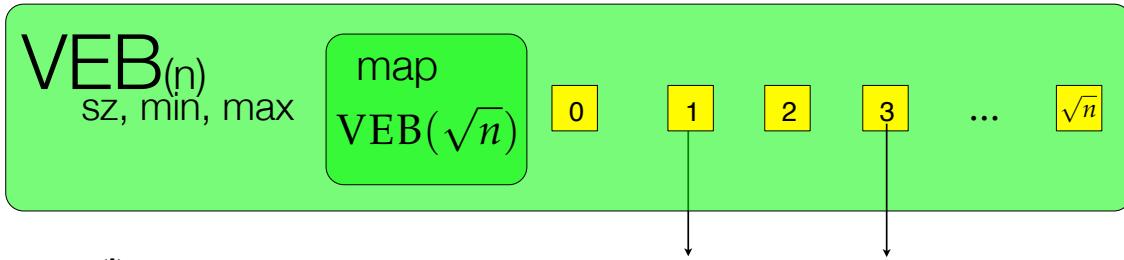 VEB(n)
sz, min, max
map
VEB(√n)
0 1 2 3 ... √n